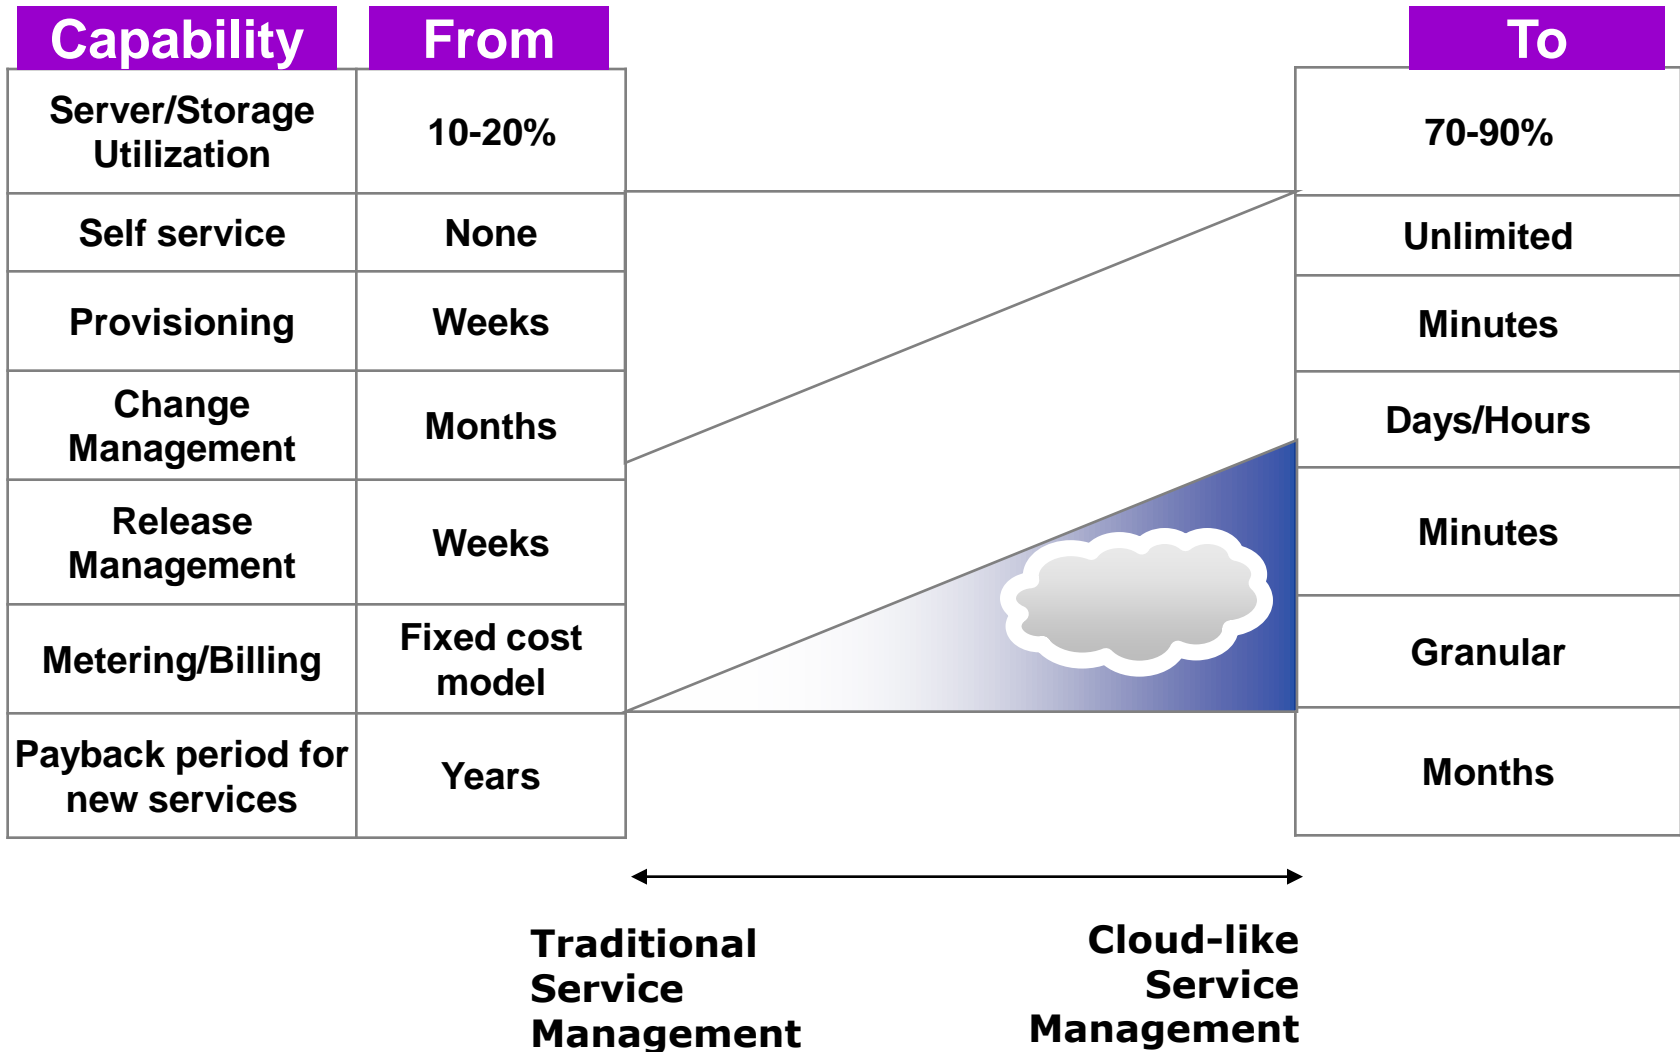 Capability
From
To
Server/Storage
Utilization
10-20%
70-90%
Self service
None
Unlimited
Provisioning
Weeks
Minutes
Change
Management
Months
Days/Hours
Release
Management
Weeks
Minutes
Metering/Billing
Fixed cost
model
Granular
Payback period for
new services
Years
Months
Traditional
Service
Management
Cloud-like
Service
Management